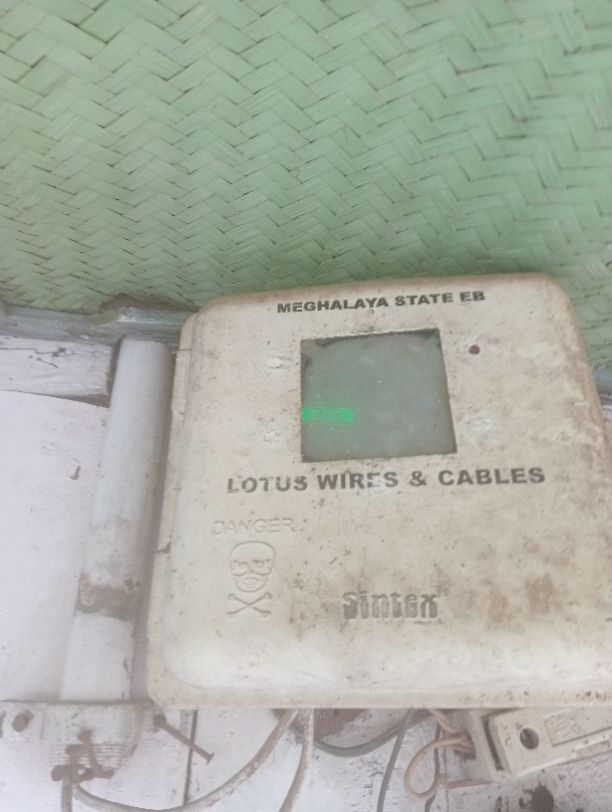 MEGHALAYA STATE EB
LOTUS WIRES & CABLES
DANGER
Sintex